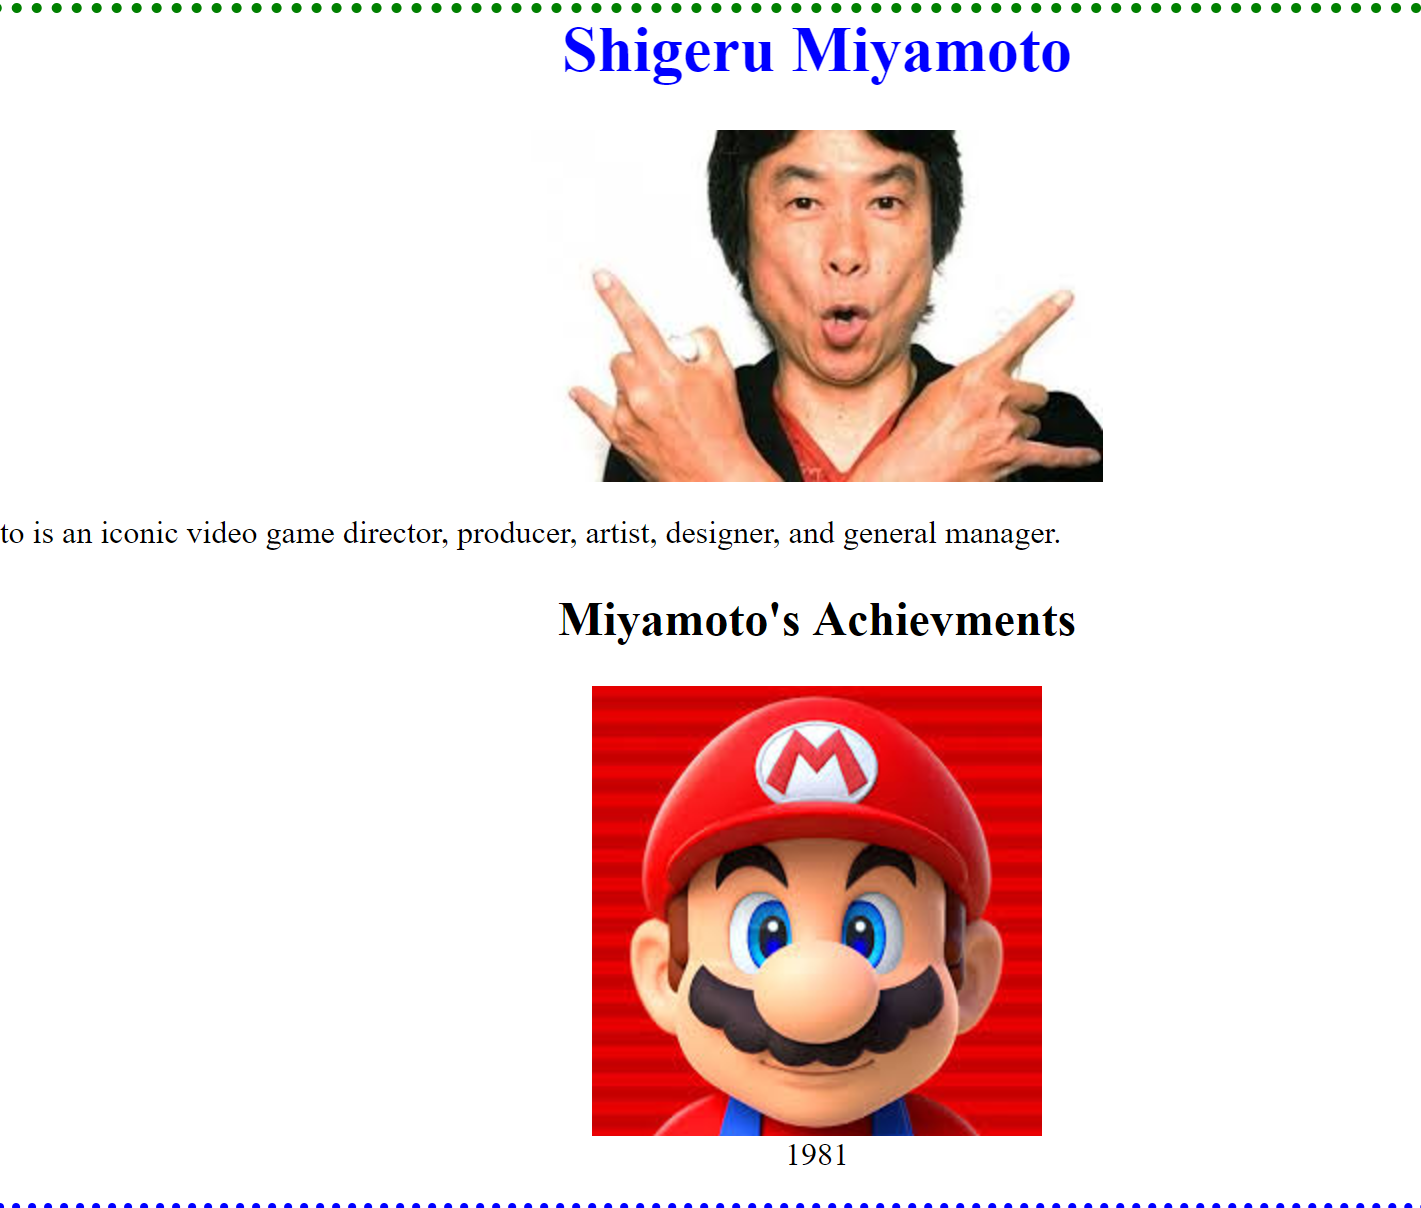 Shigeru Miyamoto
to is an iconic video game director, producer, artist, designer, and general manager.
Miyamoto's Achievments
M
1981